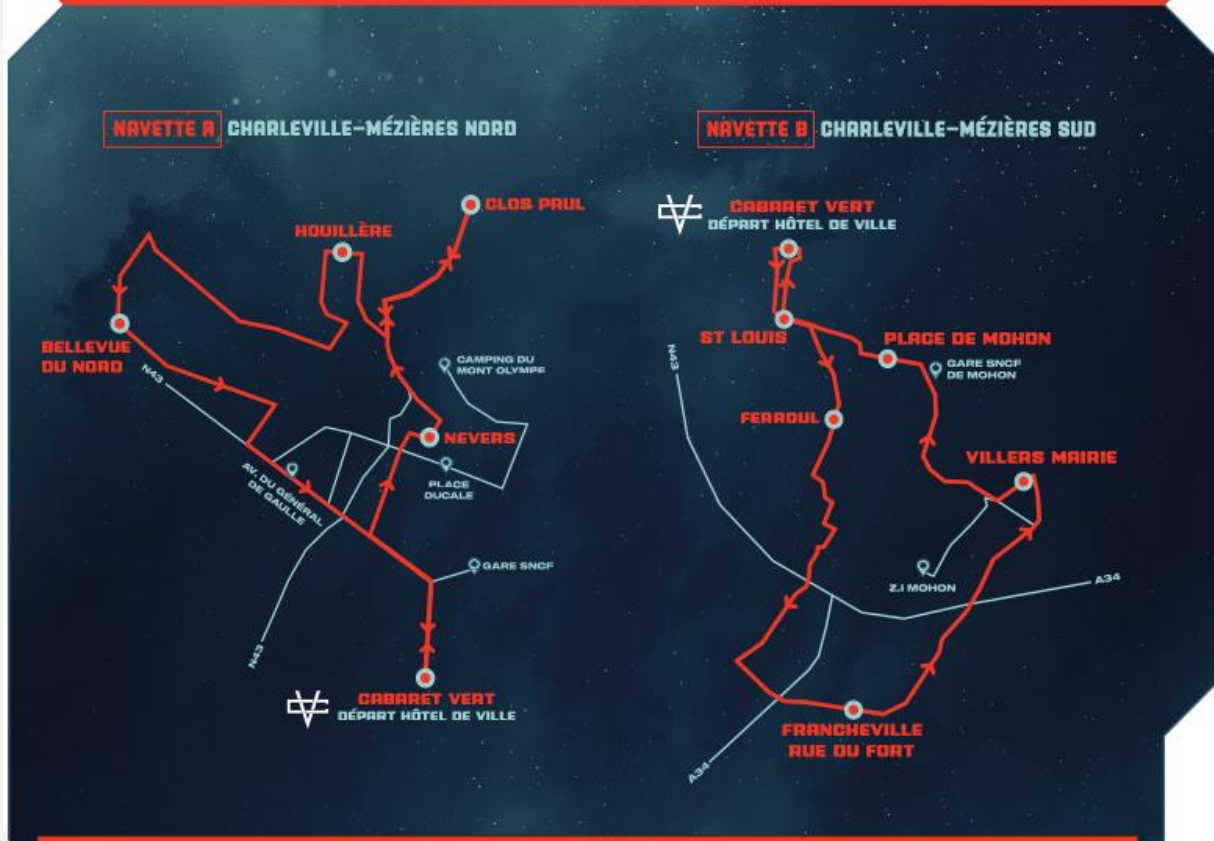 NAVETTE A CHARLEVILLE-MÉZIÈRES NORD
CLOS PAUL
HOUILLÈRE
BELLEVUE
DU NORD
N43
CAMPING DU
MONT OLYMPE
NEVERS
PLACE
DUCALE
AV. DU GÉNÉRAL
DE GAULLE
GARE SNCF
N43
CABARET VERT
DÉPART HÔTEL DE VILLE
NAVETTE B CHARLEVILLE-MÉZIÈRES SUD
CABARET VERT
DÉPART HÔTEL DE VILLE
ST LOUIS
PLACE DE MOHON
N43
GARE SNCF
DE MOHON
FERROUL
VILLERS MAIRIE
Z.I MOHON
A34
FRANCHEVILLE
RUE DU FORT
A34